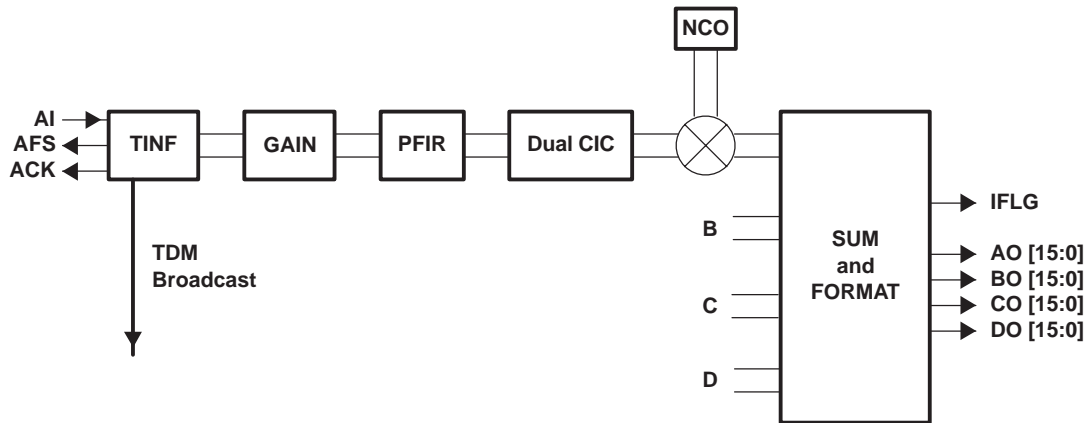 NCO
AI
AFS
ACK
TINF
GAIN
PFIR
Dual CIC
TDM
Broadcast
B
C
D
SUM
and
FORMAT
IFLG
AO [15:0]
BO [15:0]
CO [15:0]
DO [15:0]